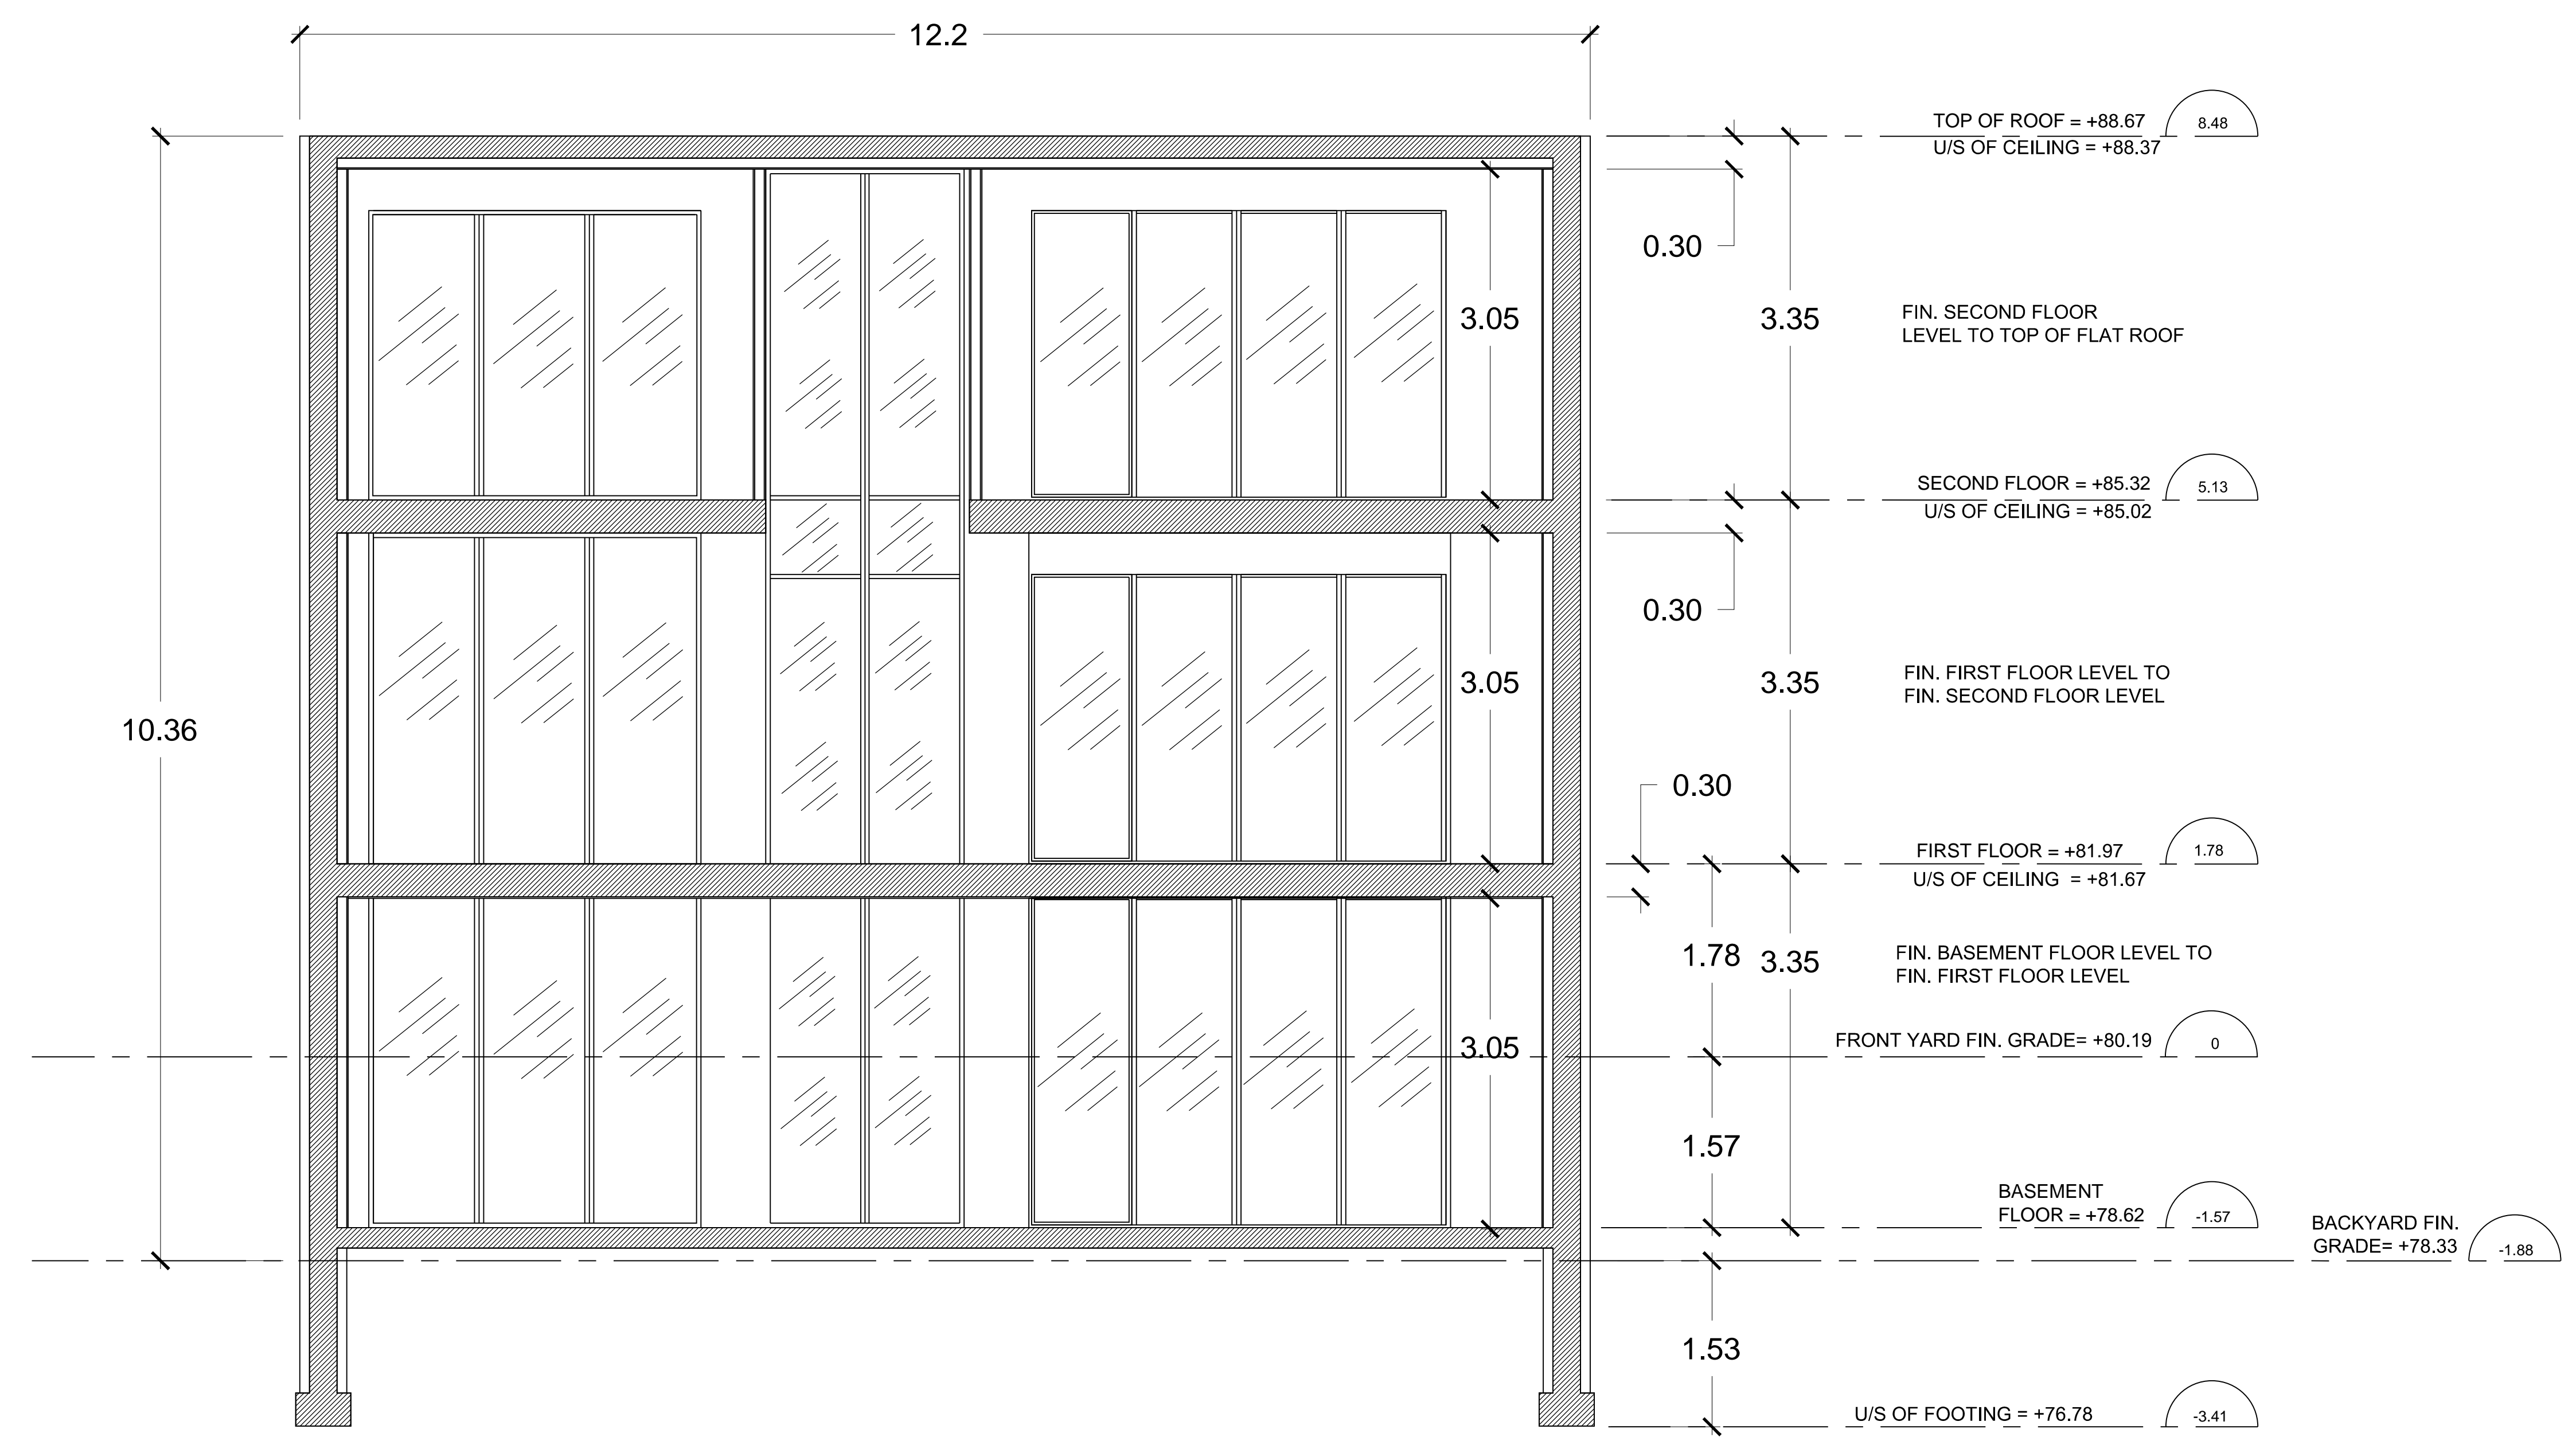 12.2
TOP OF ROOF = +88.67
8.48
U/S OF CEILING = +88.37
0.30
3.05
3.35
FIN. SECOND FLOOR
LEVEL TO TOP OF FLAT ROOF
SECOND FLOOR = +85.32
5.13
U/S OF CEILING = +85.02
0.30
3.05
3.35
FIN. FIRST FLOOR LEVEL TO
FIN. SECOND FLOOR LEVEL
10.36
0.30
FIRST FLOOR = +81.97
1.78
U/S OF CEILING = +81.67
1.78
3.35
FIN. BASEMENT FLOOR LEVEL TO
FIN. FIRST FLOOR LEVEL
3.05
FRONT YARD FIN. GRADE= +80.19
0
1.57
BASEMENT
FLOOR = +78.62
-1.57
BACKYARD FIN.
GRADE= +78.33
-1.88
1.53
U/S OF FOOTING = +76.78
-3.41